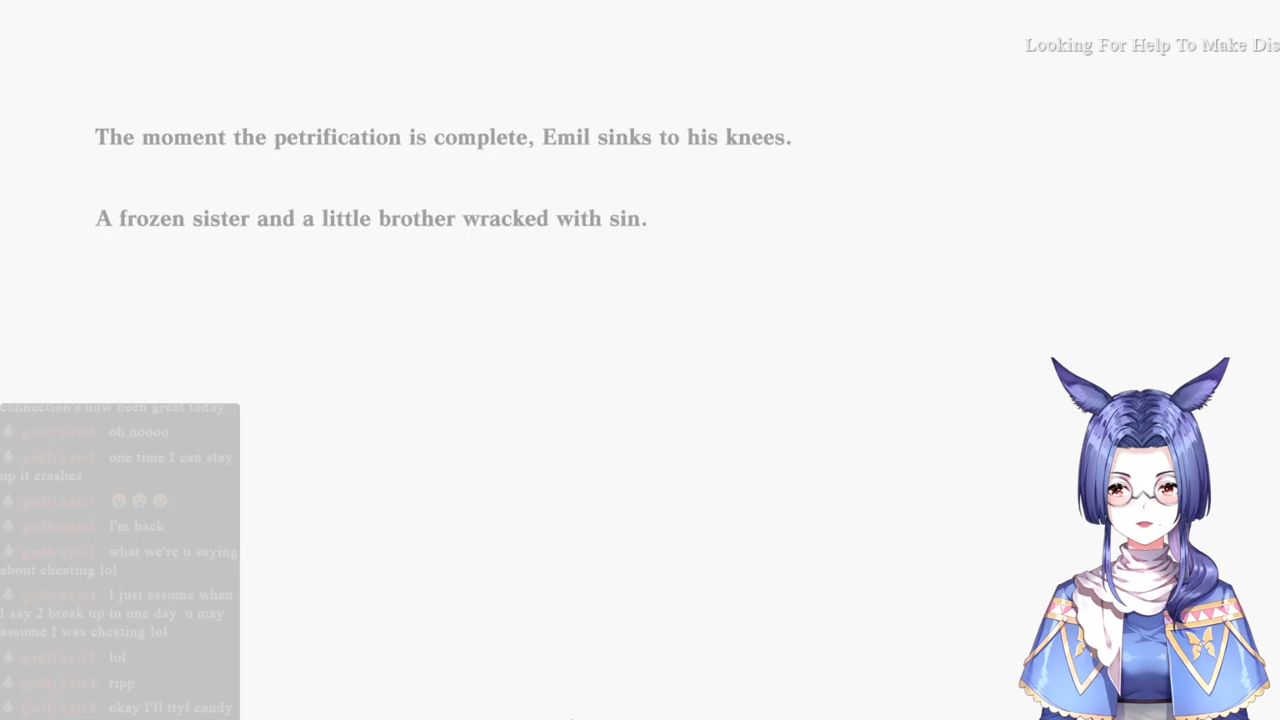 Looking For Help To Make Dis
The moment the petrification is complete, Emil sinks to his knees.
A frozen sister and a little brother wracked with sin.
connection's now been great today
oh noooo
one time I can stay
up it crashes
I'm back
what we're u saying
about cheating lol
I just assume when
I say 2 break up in one day. u may
assume I was cheating lol
lol
ripp
okay I'll ttyl candy